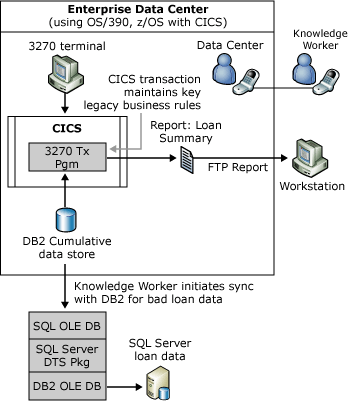 Enterprise Data Center
(using OS/390, z/OS with CICS)
3270 terminal
Data Center
Knowledge
Worker
CICS transaction
maintains key
legacy business rules
CICS
3270 Tx
Pgm
Report: Loan
Summary
FTP Report
Workstation
DB2 Cumulative
data store
Knowledge Worker initiates sync
with DB2 for bad loan data
SQL OLE DB
SQL Server
DTS Pkg
DB2 OLE DB
SQL Server
loan data